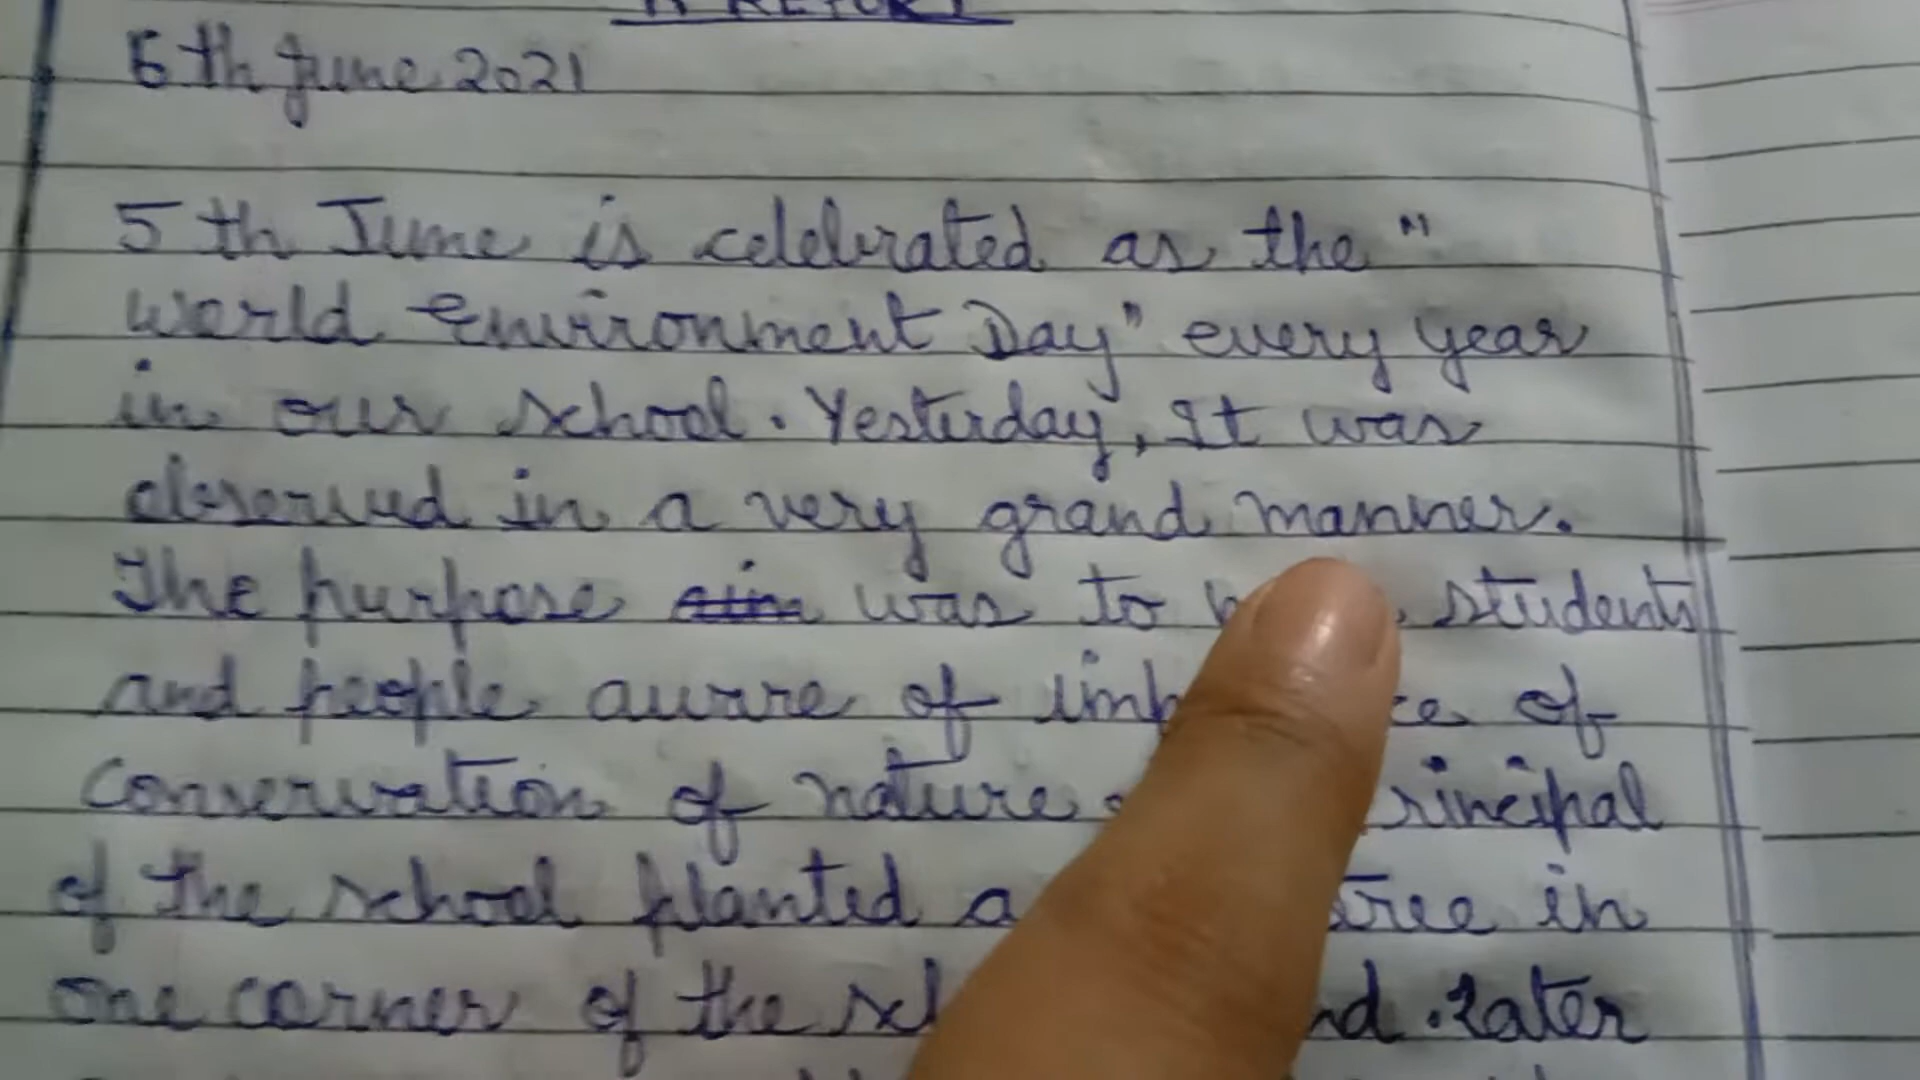 A REPORT
6th june 2021
5th June is celebrated as the "
world Environment Day" every year
in our school. Yesterday, It was
observed in a very grand manner.
The purpose aim was to students
and people aware of of
conservation of nature
of the school planted a tree in
one corner of the Later